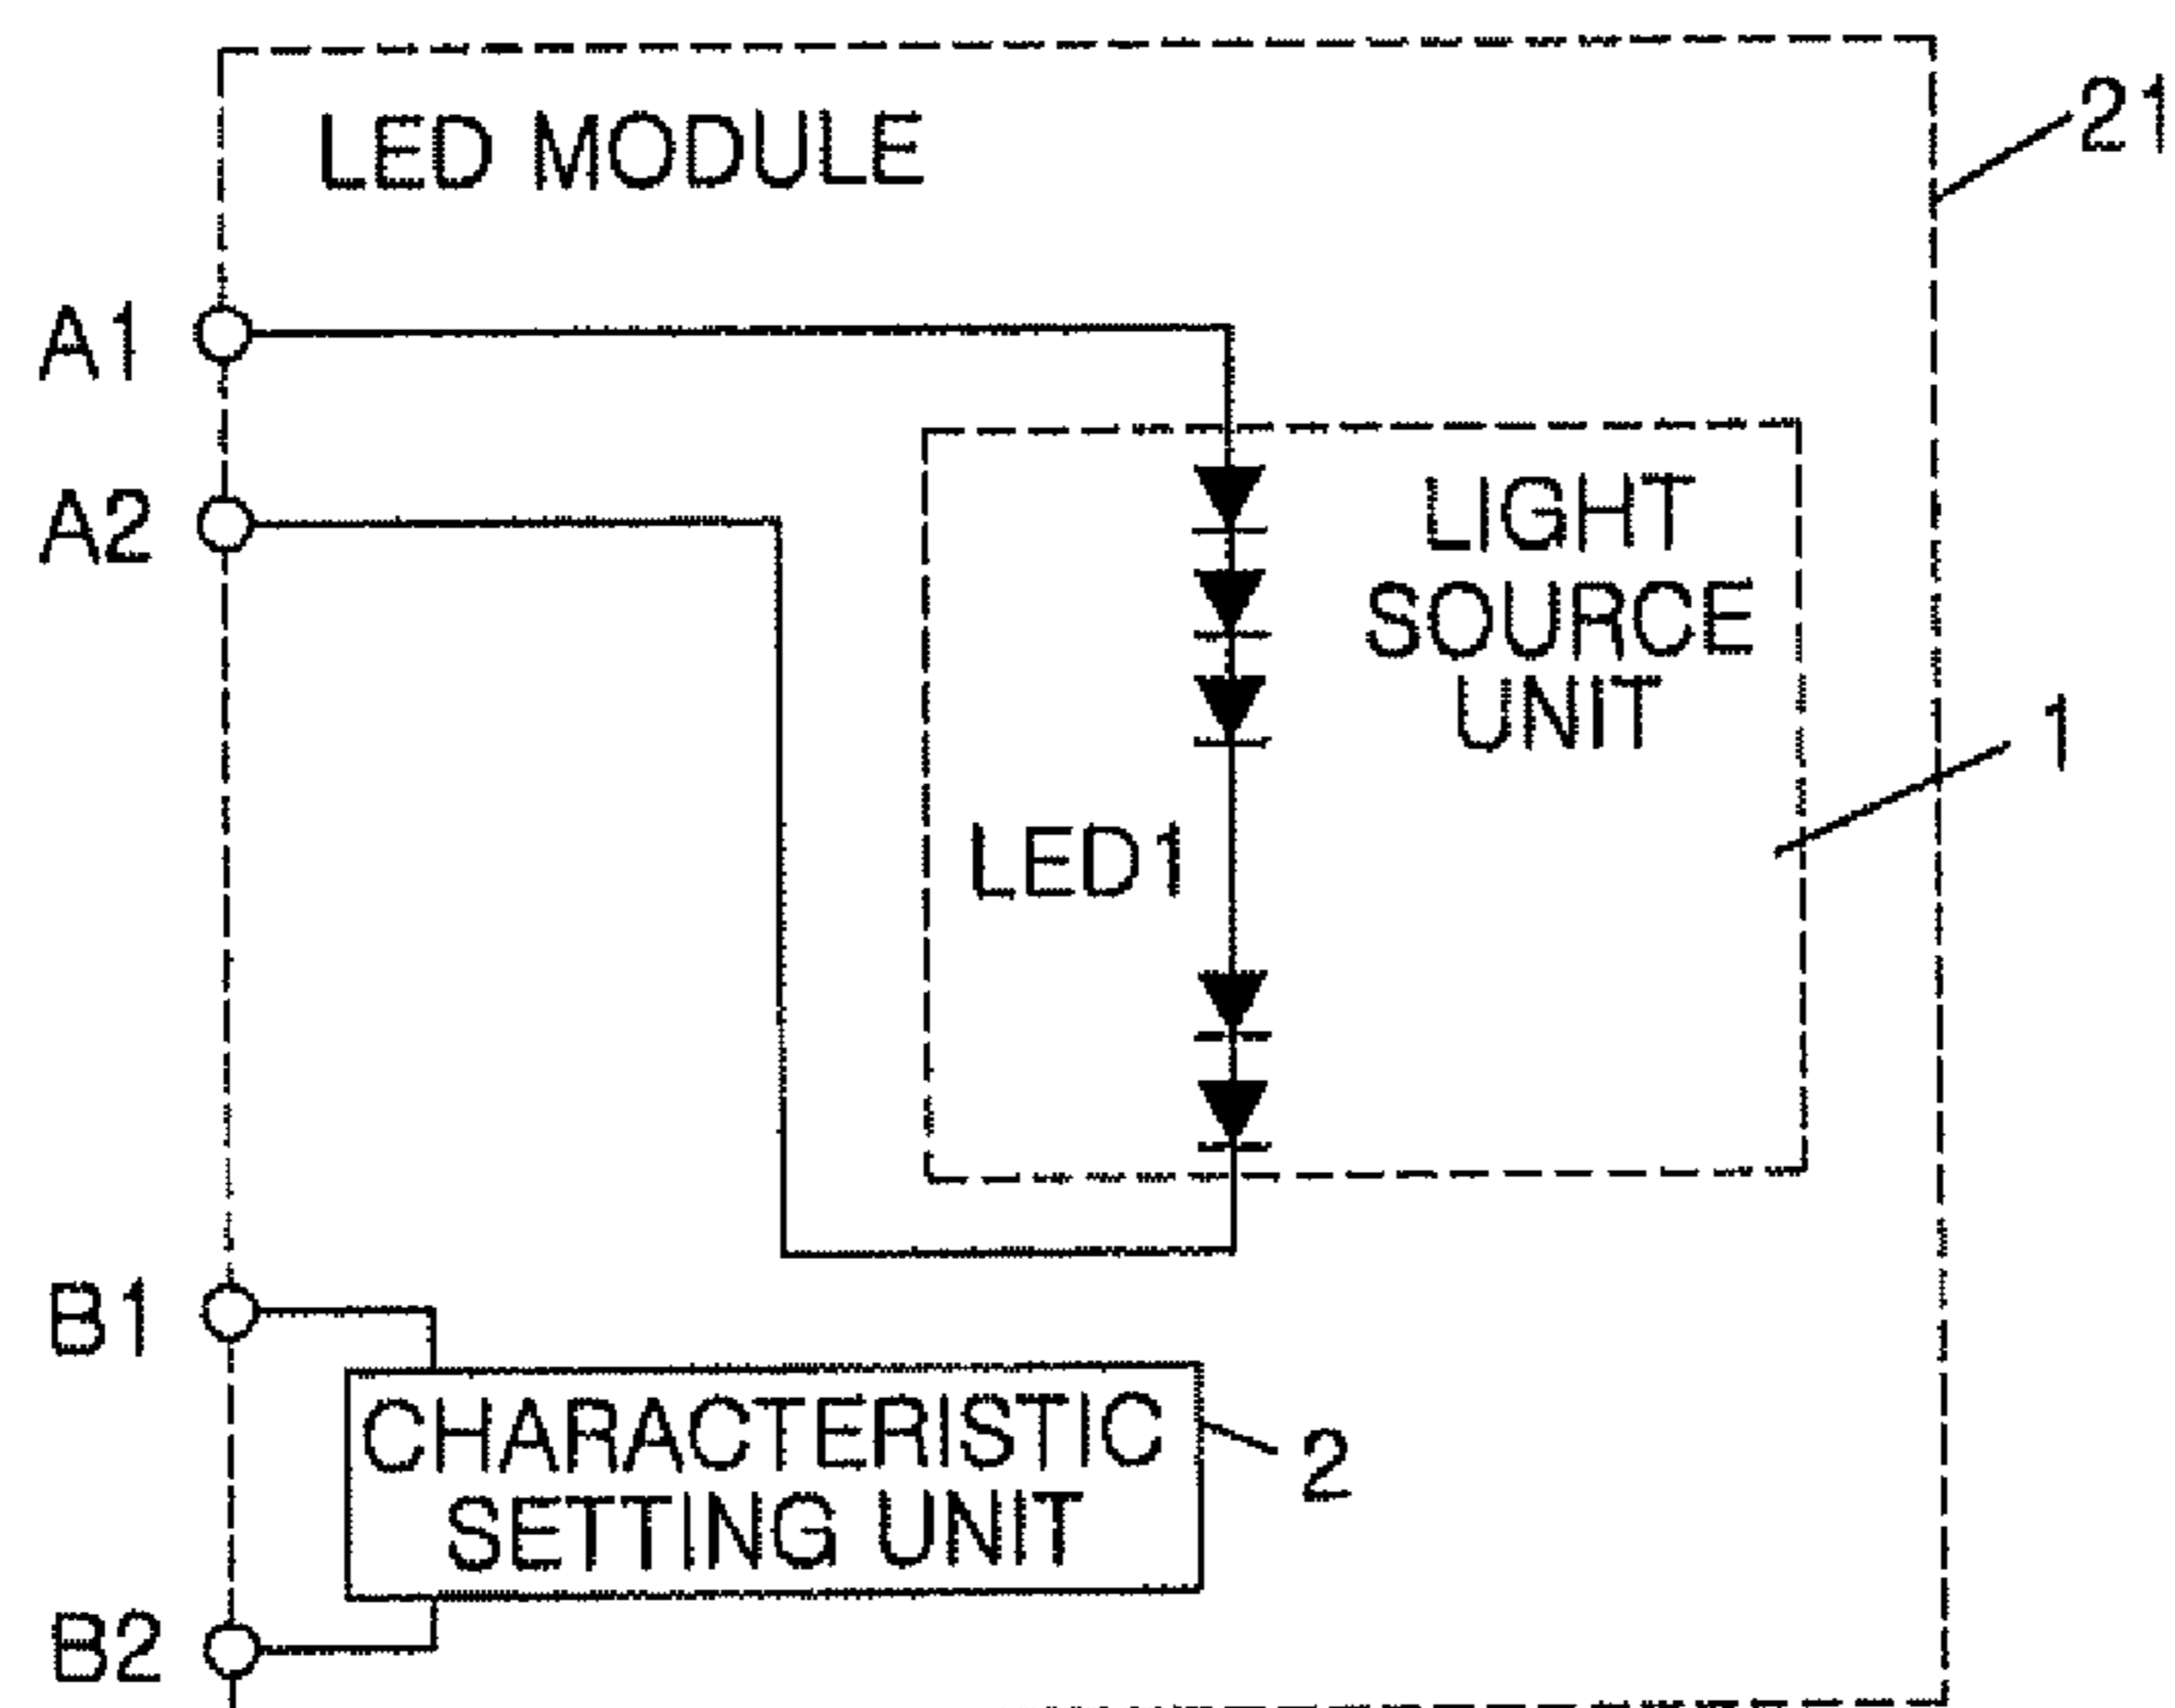 LED MODULE
21
A1
A2
LIGHT
SOURCE
UNIT
1
LED1
B1
CHARACTERISTIC
SETTING UNIT
2
B2